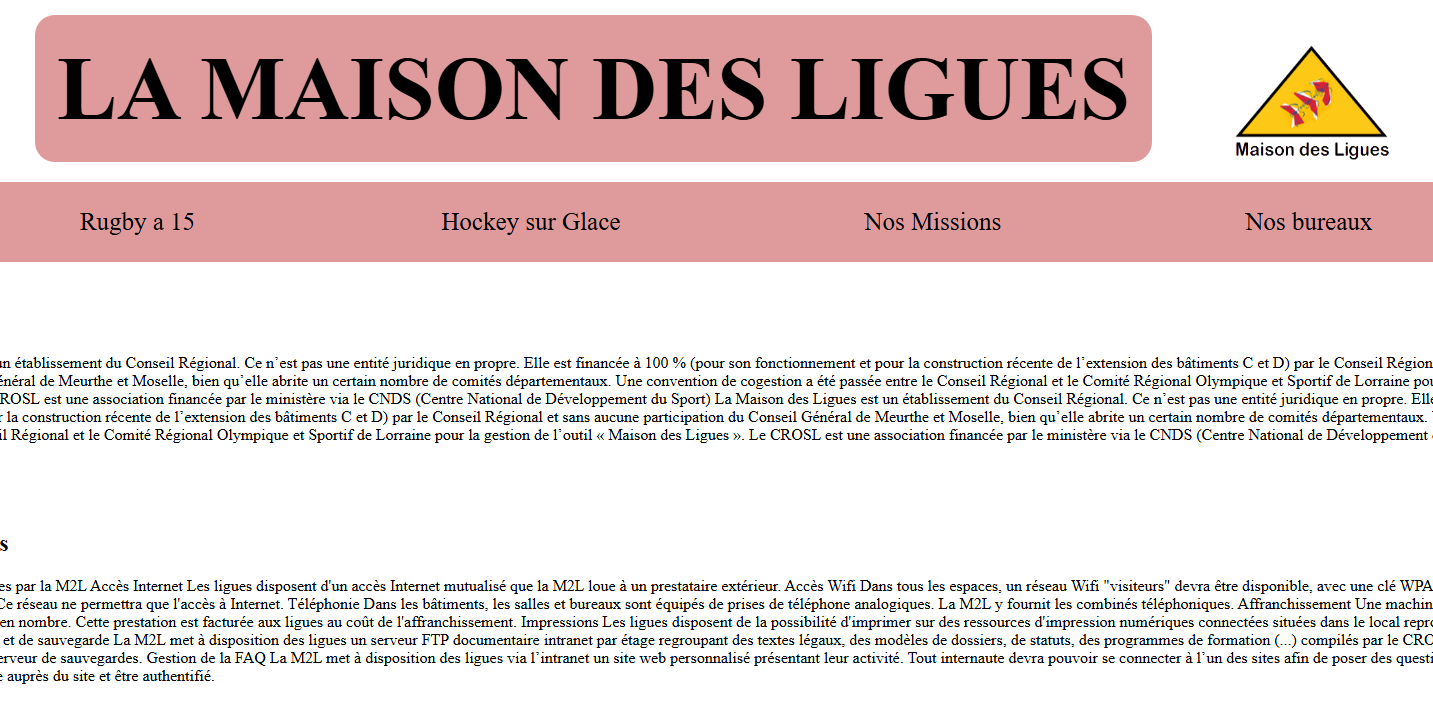 LA MAISON DES LIGUES
Maison des Ligues
Rugby a 15
Hockey sur Glace
Nos Missions
Nos bureaux
un établissement du Conseil Régional. Ce n’est pas une entité juridique en propre. Elle est financée à 100 % (pour son fonctionnement et pour la construction récente de l’extension des bâtiments C et D) par le Conseil Région
énéral de Meurthe et Moselle, bien qu’elle abrite un certain nombre de comités départementaux. Une convention de cogestion a été passée entre le Conseil Régional et le Comité Régional Olympique et Sportif de Lorraine pou
ROSL est une association financée par le ministère via le CNDS (Centre National de Développement du Sport) La Maison des Ligues est un établissement du Conseil Régional. Ce n’est pas une entité juridique en propre. Elle
r la construction récente de l’extension des bâtiments C et D) par le Conseil Régional et sans aucune participation du Conseil Général de Meurthe et Moselle, bien qu’elle abrite un certain nombre de comités départementaux.
il Régional et le Comité Régional Olympique et Sportif de Lorraine pour la gestion de l’outil « Maison des Ligues ». Le CROSL est une association financée par le ministère via le CNDS (Centre National de Développement
s
es par la M2L Accès Internet Les ligues disposent d'un accès Internet mutualisé que la M2L loue à un prestataire extérieur. Accès Wifi Dans tous les espaces, un réseau Wifi "visiteurs" devra être disponible, avec une clé WPA
Ce réseau ne permettra que l'accès à Internet. Téléphonie Dans les bâtiments, les salles et bureaux sont équipés de prises de téléphone analogiques. La M2L y fournit les combinés téléphoniques. Affranchissement Une machin
en nombre. Cette prestation est facturée aux ligues au coût de l'affranchissement. Impressions Les ligues disposent de la possibilité d'imprimer sur des ressources d'impression numériques connectées situées dans le local repro
et de sauvegarde La M2L met à disposition des ligues un serveur FTP documentaire intranet par étage regroupant des textes légaux, des modèles de dossiers, de statuts, des programmes de formation (...) compilés par le CRO
erveur de sauvegardes. Gestion de la FAQ La M2L met à disposition des ligues via l’intranet un site web personnalisé présentant leur activité. Tout internaute devra pouvoir se connecter à l’un des sites afin de poser des questi
e auprès du site et être authentifié.